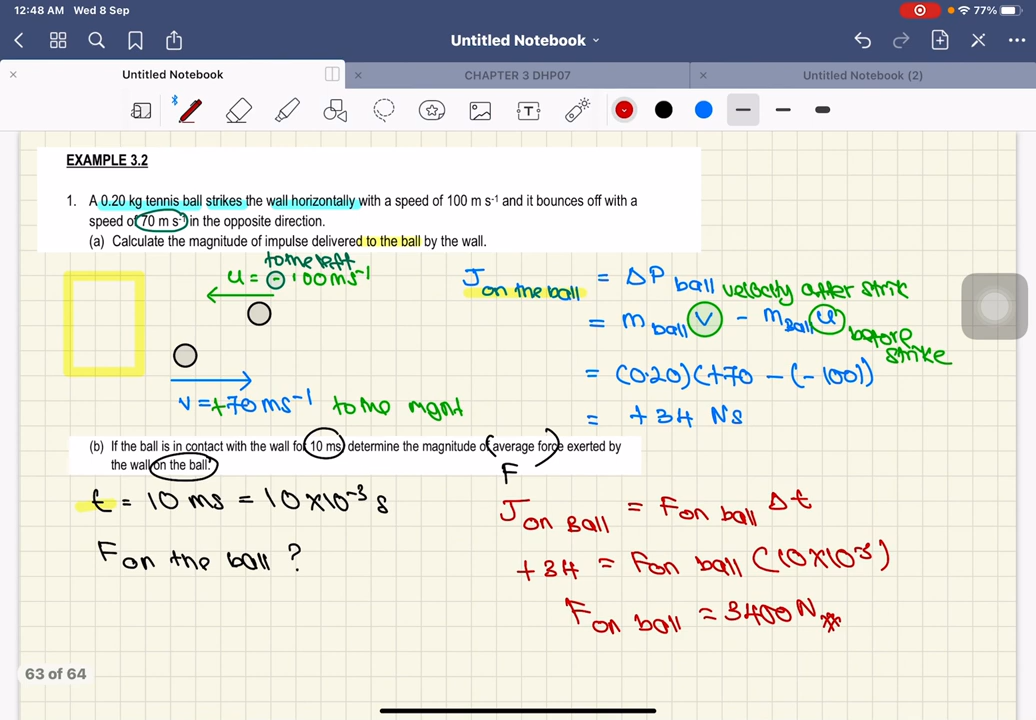 12:48 AM Wed 8 Sep
77%
Untitled Notebook
Untitled Notebook
CHAPTER 3 DHP07
Untitled Notebook (2)
EXAMPLE 3.2
1. A 0.20 kg tennis ball strikes the wall horizontally with a speed of 100 m s⁻¹ and it bounces off with a
speed of 70 m s⁻¹ in the opposite direction.
(a) Calculate the magnitude of impulse delivered to the ball by the wall.
to the left
u = ⊖ 100 ms⁻¹
v = +70 ms⁻¹ to the right
J on the ball = ΔP ball velocity after strike
= m ball v - m Ball u before strike
= (0.20)(+70 - (-100))
= +34 Ns
(b) If the ball is in contact with the wall for 10 ms, determine the magnitude of average force exerted by
the wall on the ball.
F
t = 10 ms = 10×10⁻³ s
F on the ball ?
J on Ball = F on ball Δt
+34 = F on ball (10×10⁻³)
F on ball = 3400 N
63 of 64